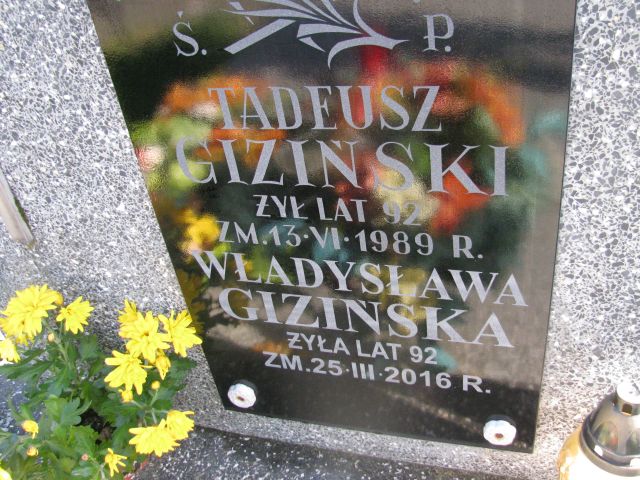 Ś. P.
TADEUSZ
GIZIŃSKI
ŻYŁ LAT 92
ZM.13·VI·1989 R.
WŁADYSŁAWA
GIZIŃSKA
ŻYŁA LAT 92
ZM.25·III·2016 R.